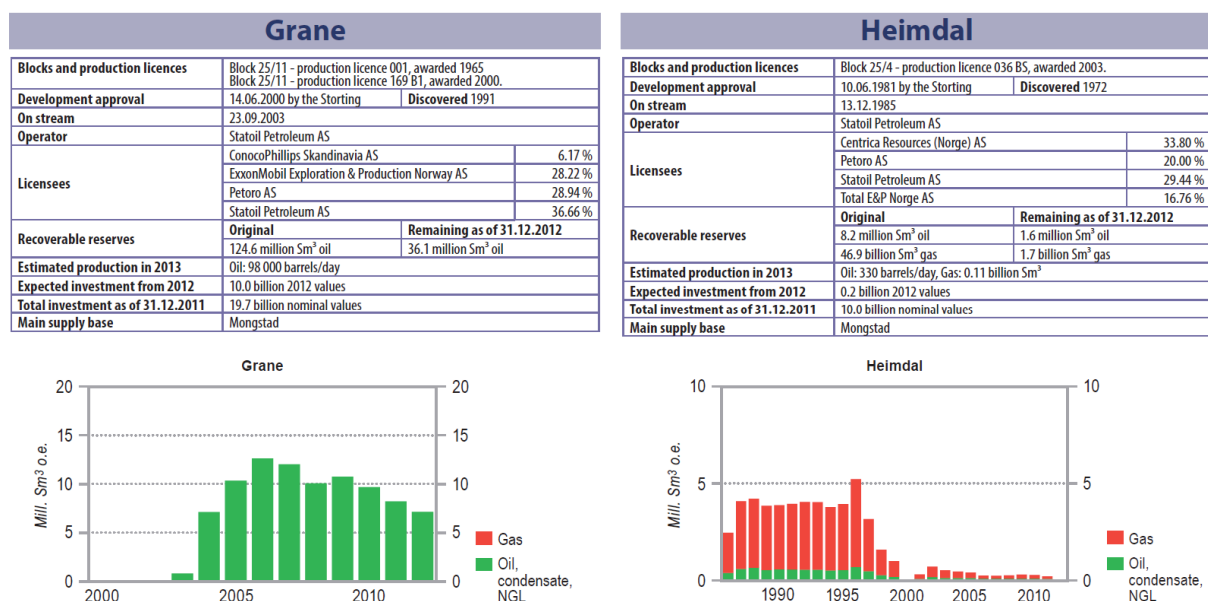 Grane
Blocks and production licences Block 25/11 - production licence 001, awarded 1965
Block 25/11 - production licence 169 B1, awarded 2000.
Development approval 14.06.2000 by the Storting Discovered 1991
On stream 23.09.2003
Operator Statoil Petroleum AS
Licensees
ConocoPhillips Skandinavia AS 6.17 %
ExxonMobil Exploration & Production Norway AS 28.22 %
Petoro AS 28.94 %
Statoil Petroleum AS 36.66 %
Recoverable reserves
Original Remaining as of 31.12.2012
124.6 million Sm³ oil 36.1 million Sm³ oil
Estimated production in 2013 Oil: 98 000 barrels/day
Expected investment from 2012 10.0 billion 2012 values
Total investment as of 31.12.2011 19.7 billion nominal values
Main supply base Mongstad
Grane
20 20
15 15
10 10
5 5
0 0
Mill. Sm³ o.e.
2000 2005 2010
Gas
Oil,
condensate,
NGL
Heimdal
Blocks and production licences Block 25/4 - production licence 036 BS, awarded 2003.
Development approval 10.06.1981 by the Storting Discovered 1972
On stream 13.12.1985
Operator Statoil Petroleum AS
Licensees
Centrica Resources (Norge) AS 33.80 %
Petoro AS 20.00 %
Statoil Petroleum AS 29.44 %
Total E&P Norge AS 16.76 %
Recoverable reserves
Original Remaining as of 31.12.2012
8.2 million Sm³ oil 1.6 million Sm³ oil
46.9 billion Sm³ gas 1.7 billion Sm³ gas
Estimated production in 2013 Oil: 330 barrels/day, Gas: 0.11 billion Sm³
Expected investment from 2012 0.2 billion 2012 values
Total investment as of 31.12.2011 10.0 billion nominal values
Main supply base Mongstad
Heimdal
10 10
5 5
0 0
Mill. Sm³ o.e.
1990 1995 2000 2005 2010
Gas
Oil,
condensate,
NGL